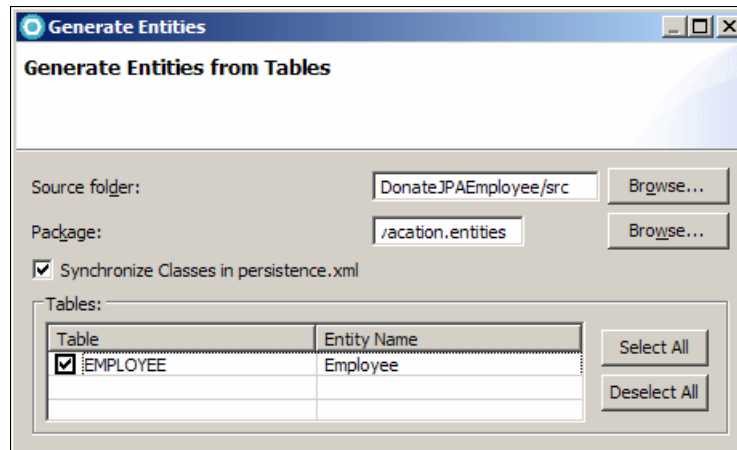 Generate Entities
Generate Entities from Tables
Source folder: DonateJPAEmployee/src Browse...
Package: /acation.entities Browse...
Synchronize Classes in persistence.xml
Tables:
Table Entity Name
EMPLOYEE Employee
Select All
Deselect All